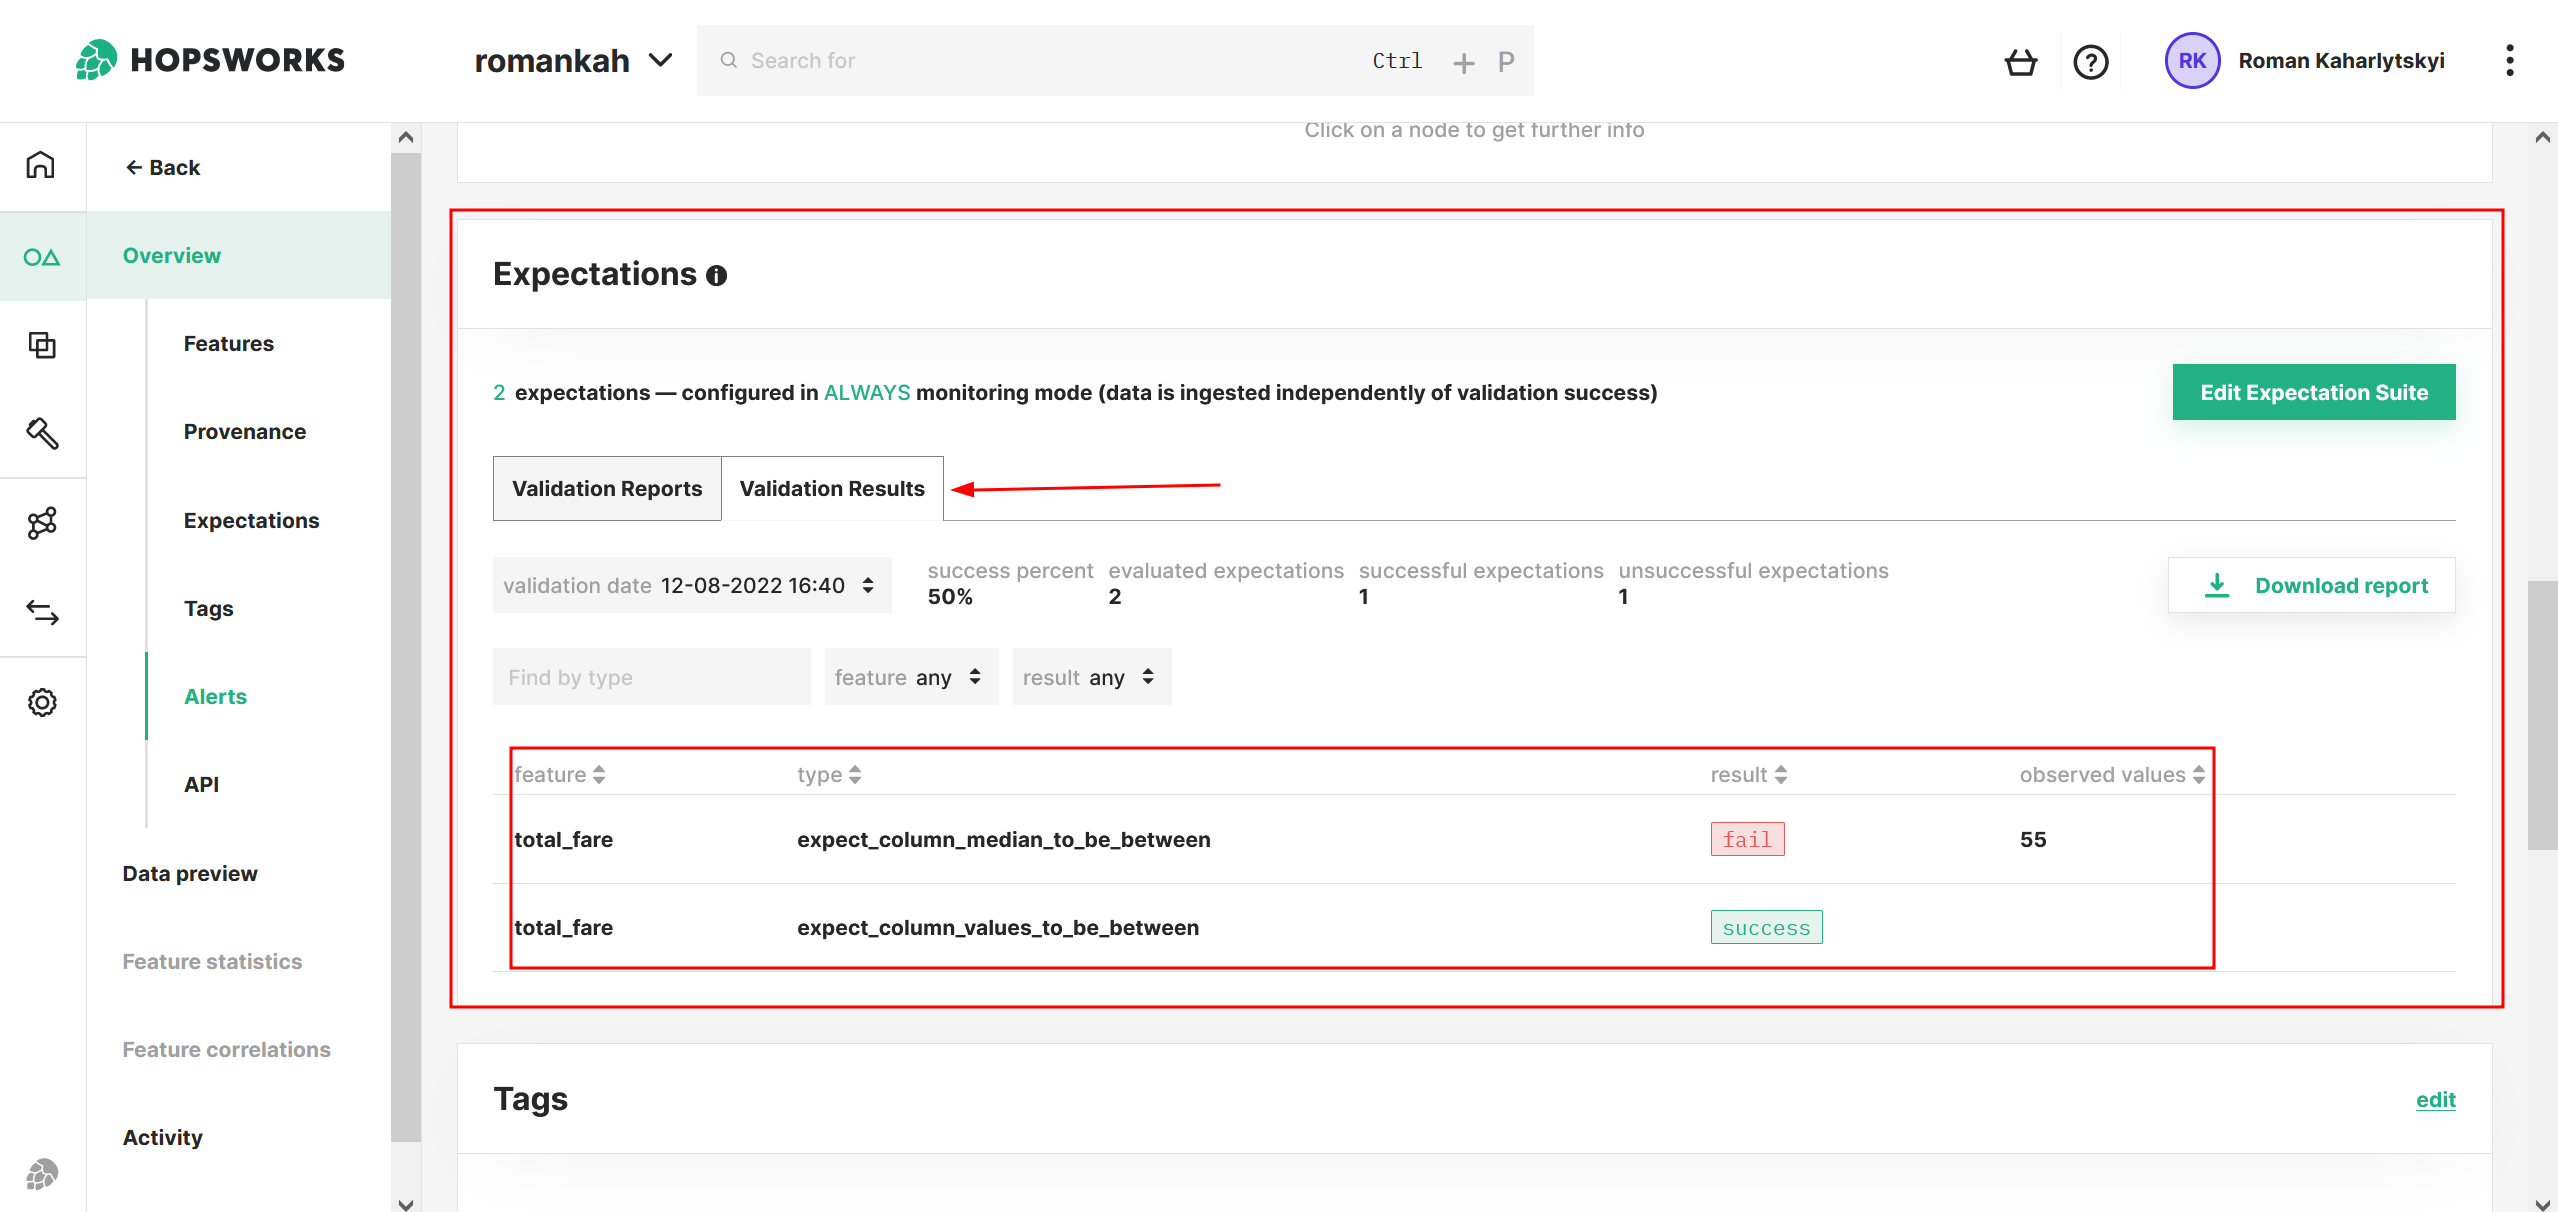 HOPSWORKS
romankah
Search for
Ctrl + P
RK
Roman Kaharlytskyi
Back
Overview
Features
Provenance
Expectations
Tags
Alerts
API
Data preview
Feature statistics
Feature correlations
Activity
Click on a node to get further info
Expectations
2 expectations — configured in ALWAYS monitoring mode (data is ingested independently of validation success)
Edit Expectation Suite
Validation Reports
Validation Results
validation date 12-08-2022 16:40
success percent evaluated expectations successful expectations unsuccessful expectations
50% 2 1 1
Download report
Find by type
feature any
result any
feature type result observed values
total_fare expect_column_median_to_be_between fail 55
total_fare expect_column_values_to_be_between success
Tags
edit